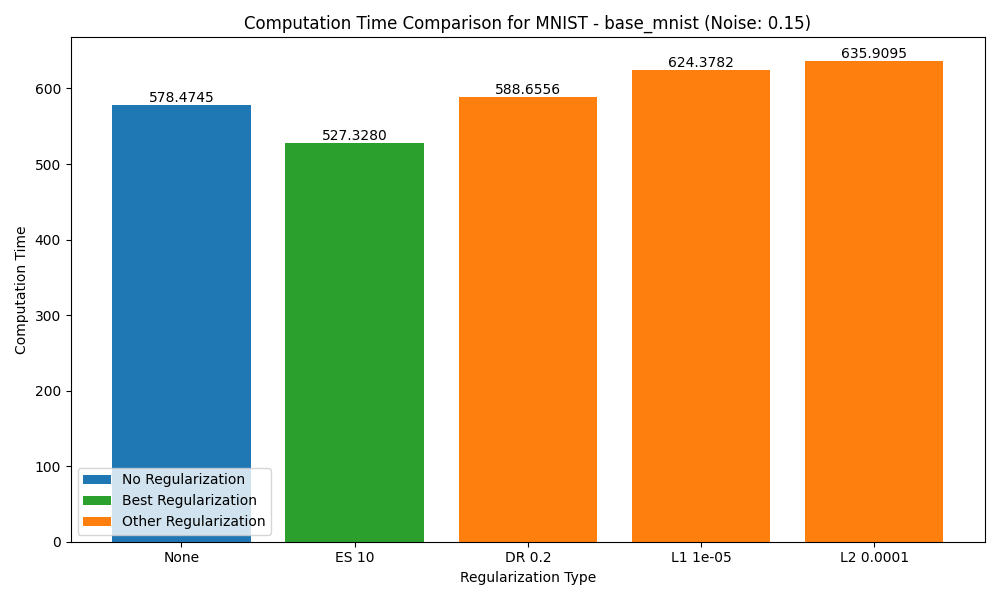 Computation Time Comparison for MNIST - base_mnist (Noise: 0.15)
Computation Time
600
500
400
300
200
100
0
578.4745
527.3280
588.6556
624.3782
635.9095
No Regularization
Best Regularization
Other Regularization
None
ES 10
DR 0.2
L1 1e-05
L2 0.0001
Regularization Type